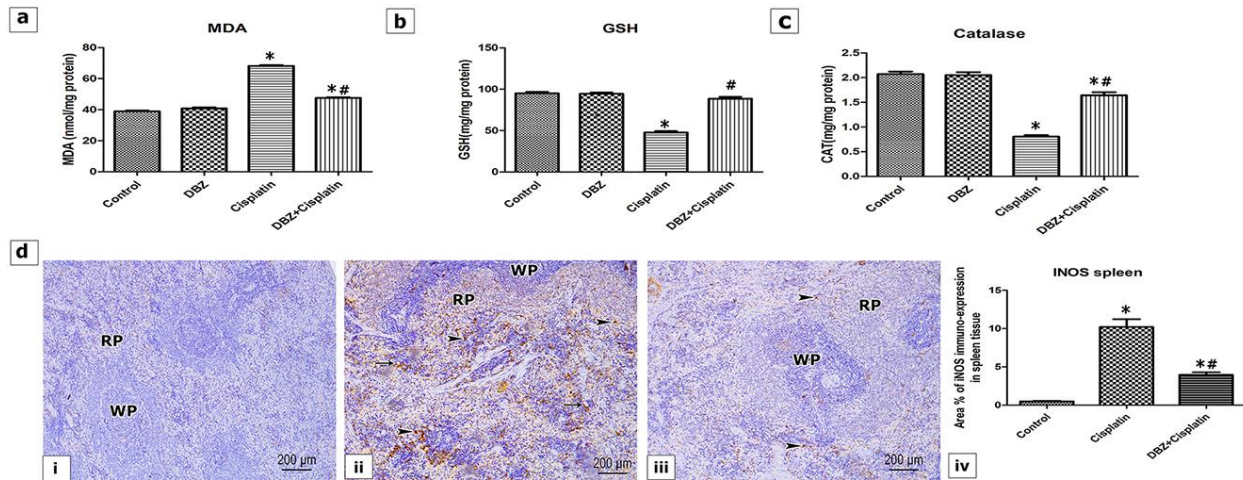 a
MDA
MDA (nmol/mg protein)
80
60
40
20
0
*
*#
Control
DBZ
Cisplatin
DBZ+Cisplatin
b
GSH
GSH(mg/mg protein)
150
100
50
0
*
#
Control
DBZ
Cisplatin
DBZ+Cisplatin
c
Catalase
CAT(mg/mg protein)
2.5
2.0
1.5
1.0
0.5
0.0
*
*#
Control
DBZ
Cisplatin
DBZ+Cisplatin
d
RP
WP
i
200 µm
WP
RP
ii
200 µm
RP
WP
iii
200 µm
INOS spleen
Area % of iNOS immuno-expression
in spleen tissue
15
10
5
0
*
*#
Control
Cisplatin
DBZ+Cisplatin
iv